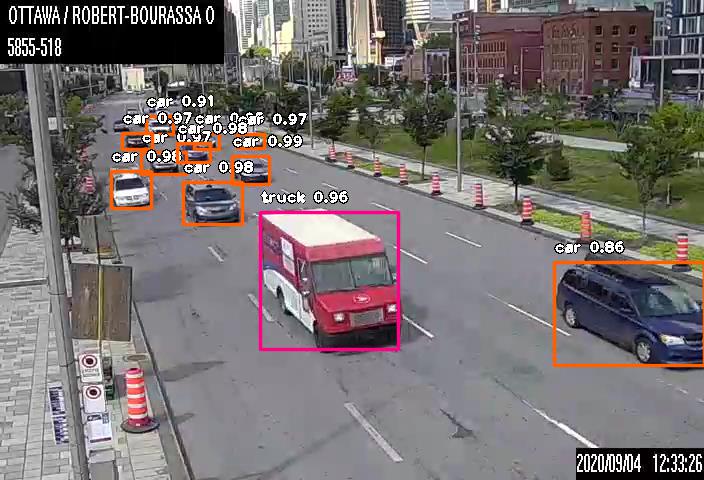 OTTAWA / ROBERT-BOURASSA O
5855-518
car 0.91
car 0.97
car 0.97
car 0.98
car 0.99
car 0.98
car 0.98
truck 0.96
car 0.86
2020/09/04 12:33:26